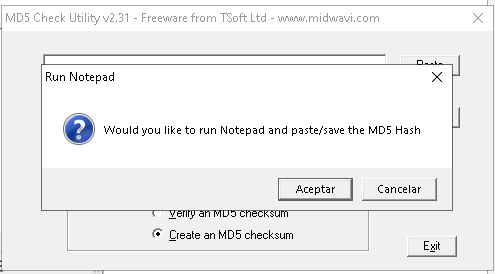 MD5 Check Utility v2.31 - Freeware from TSoft Ltd - www.midwavi.com
Run Notepad
Would you like to run Notepad and paste/save the MD5 Hash
Aceptar
Cancelar
Verify an MD5 checksum
Create an MD5 checksum
Exit